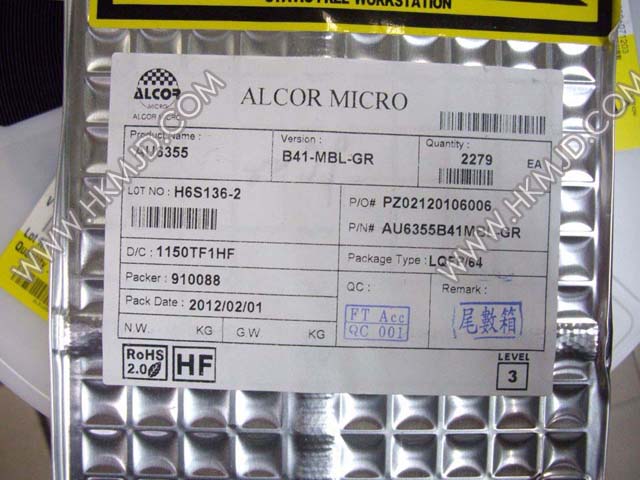 STATIC-FREE WORKSTATION
ALCOR
MICRO
ALCOR MICRO
ALCOR MICRO
Product Name :
AU6355
Version :
B41-MBL-GR
Quantity :
2279 EA
LOT NO : H6S136-2
P/O# PZ02120106006
P/N# AU6355B41MBL-GR
D/C : 1150TF1HF
Package Type : LQFP/64
Packer : 910088
QC :
Remark :
Pack Date : 2012/02/01
FT Acc
QC 001
尾數箱
N.W. KG
G.W KG
RoHS
2.0
HF
LEVEL
3
WWW.HKMJD.COM
WWW.HKMJD.COM
WWW.HKMJD.COM